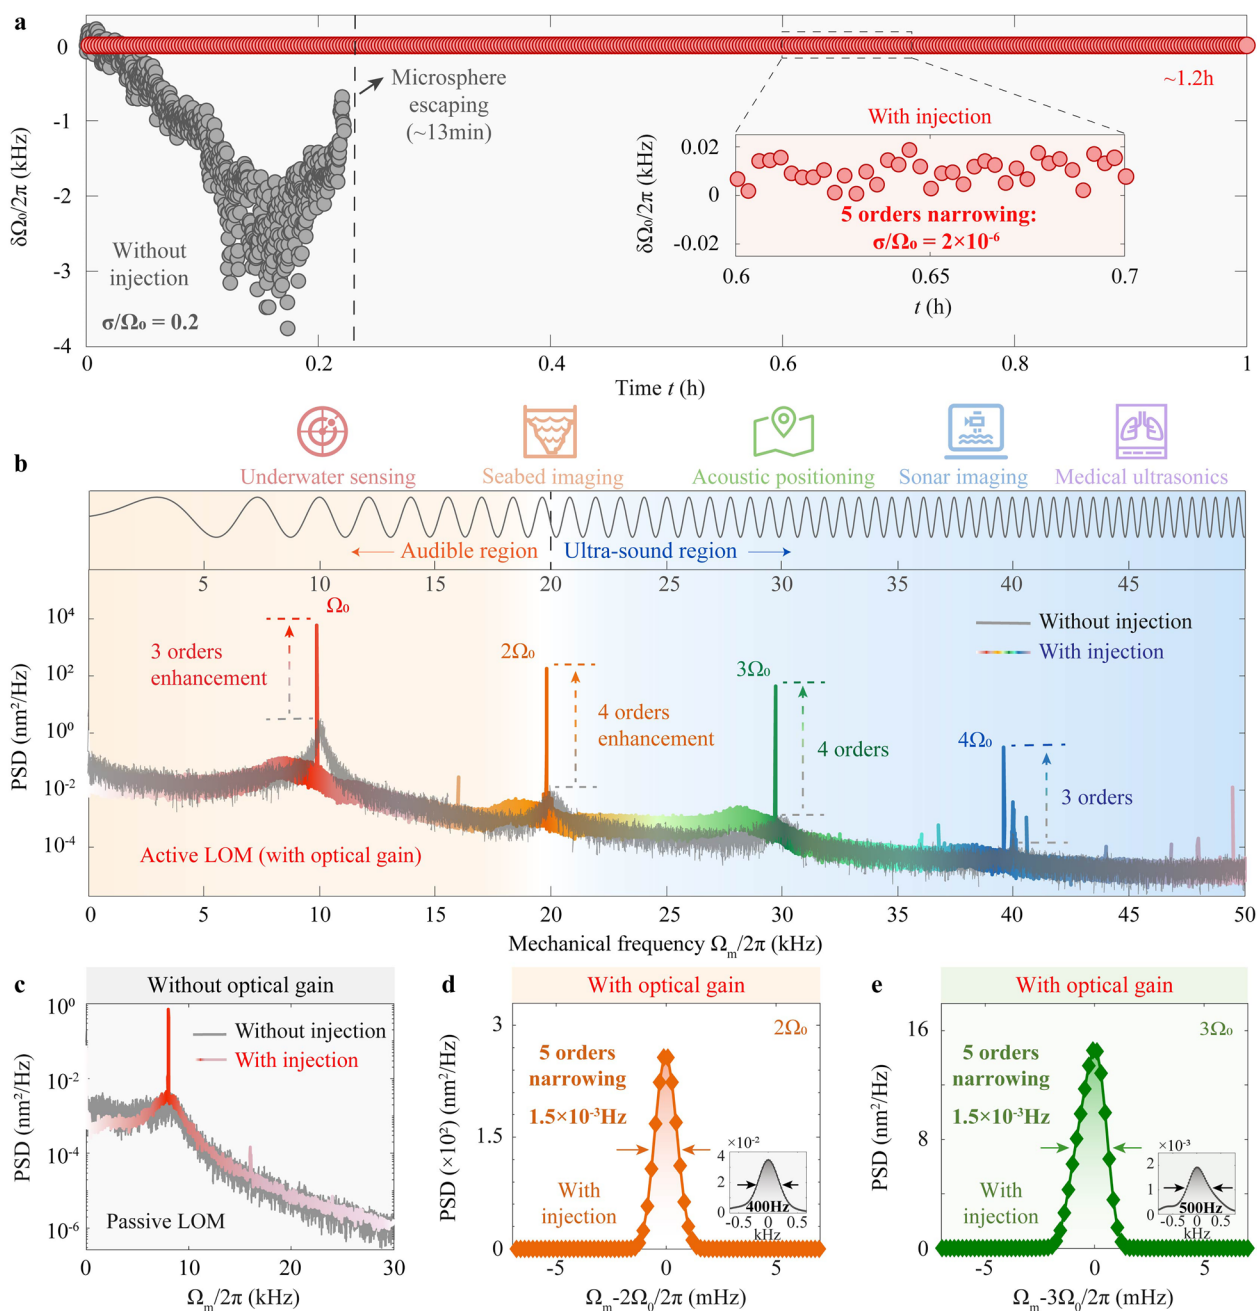 a
0
-1
-2
-3
-4
δΩ₀/2π (kHz)
Microsphere
escaping
(~13min)
Without
injection
σ/Ω₀ = 0.2
~1.2h
With injection
0.02
0
-0.02
δΩ₀/2π (kHz)
5 orders narrowing:
σ/Ω₀ = 2×10⁻⁶
0.6 0.65 0.7
t (h)
0 0.2 0.4 0.6 0.8 1
Time t (h)
b
Underwater sensing Seabed imaging Acoustic positioning Sonar imaging Medical ultrasonics
Audible region Ultra-sound region
5 10 15 20 25 30 35 40 45
10⁴
10²
10⁰
10⁻²
10⁻⁴
PSD (nm²/Hz)
Ω₀
3 orders
enhancement
2Ω₀
4 orders
enhancement
3Ω₀
4 orders
4Ω₀
3 orders
Without injection
With injection
Active LOM (with optical gain)
0 5 10 15 20 25 30 35 40 45 50
Mechanical frequency Ωₘ/2π (kHz)
c
Without optical gain
10⁰
10⁻²
10⁻⁴
10⁻⁶
PSD (nm²/Hz)
Without injection
With injection
Passive LOM
0 10 20 30
Ωₘ/2π (kHz)
d
With optical gain
3
1.5
0
PSD (×10²) (nm²/Hz)
2Ω₀
5 orders
narrowing
1.5×10⁻³Hz
With
injection
×10⁻²
4
2
0
400Hz
-0.5 0 0.5
kHz
-5 0 5
Ωₘ-2Ω₀/2π (mHz)
e
With optical gain
16
8
0
PSD (nm²/Hz)
3Ω₀
5 orders
narrowing
1.5×10⁻³Hz
With
injection
×10⁻³
2
1
0
500Hz
-0.5 0 0.5
kHz
-5 0 5
Ωₘ-3Ω₀/2π (mHz)